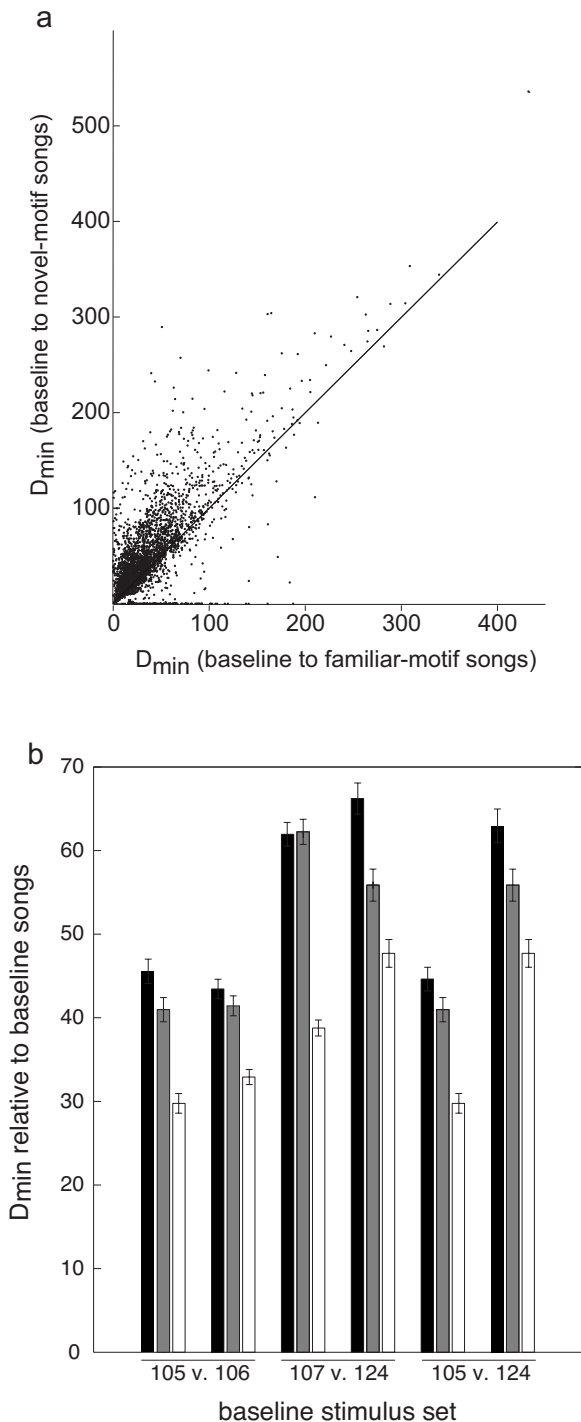 a
500
400
300
200
100
0 100 200 300 400
Dmin (baseline to novel-motif songs)
Dmin (baseline to familiar-motif songs)
b
70
60
50
40
30
20
10
0
Dmin relative to baseline songs
105 v. 106 107 v. 124 105 v. 124
baseline stimulus set